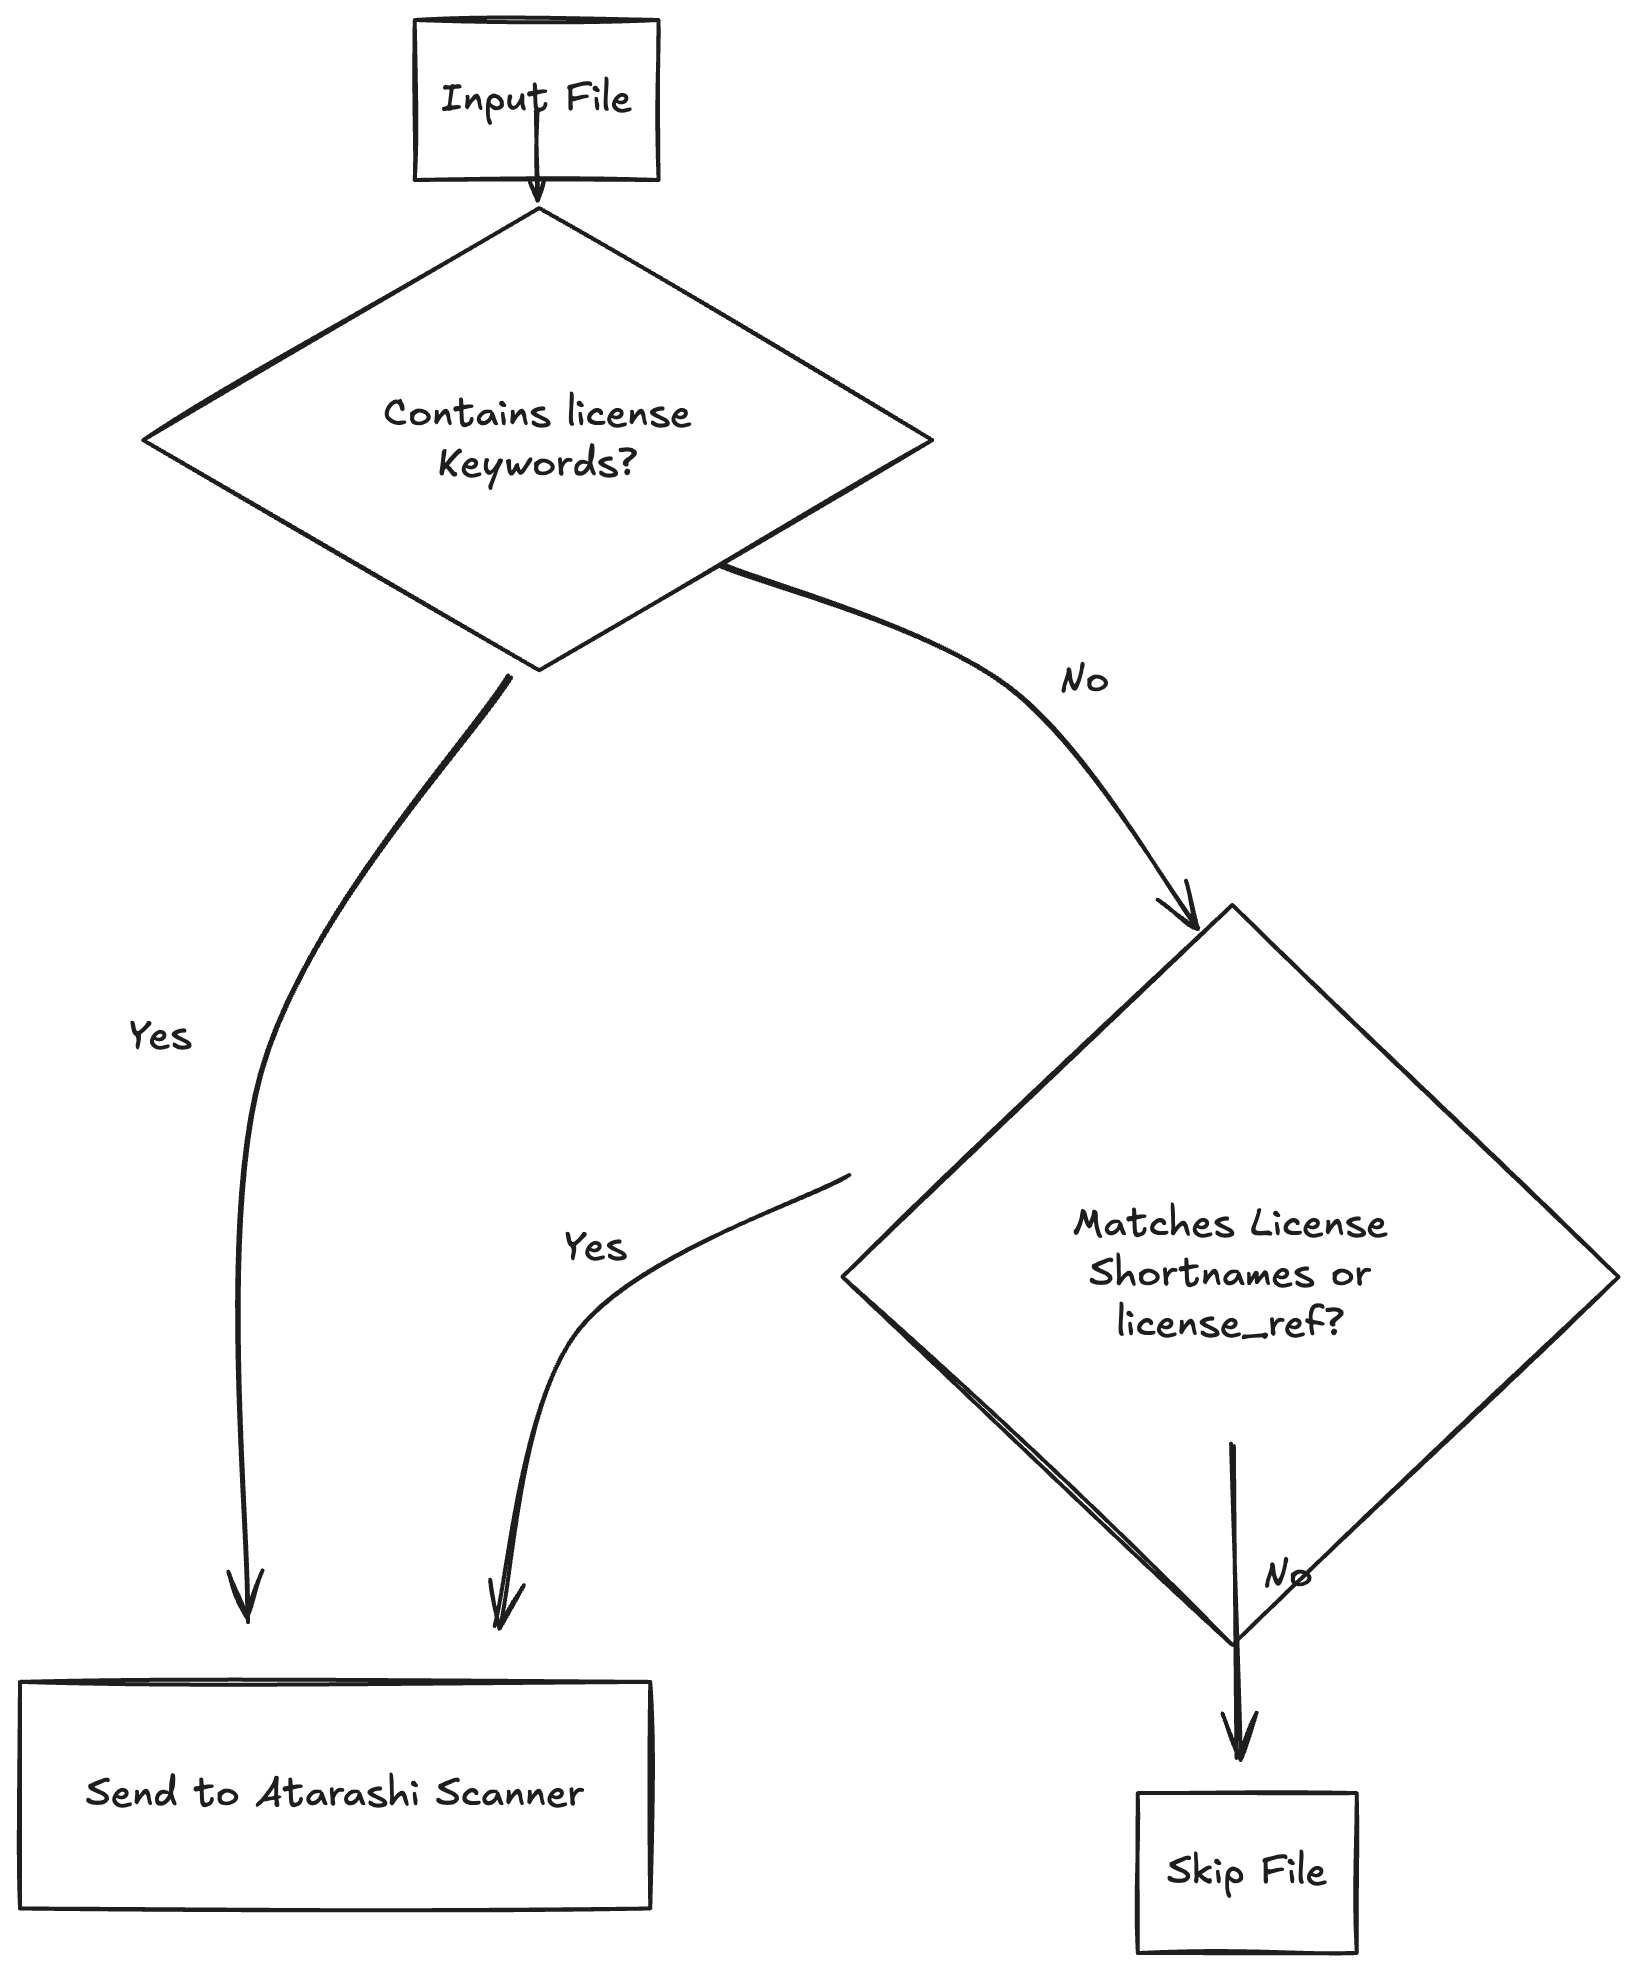 Input File
Contains license
Keywords?
No
Yes
Yes
Matches License
Shortnames or
license_ref?
No
Send to Atarashi Scanner
Skip File